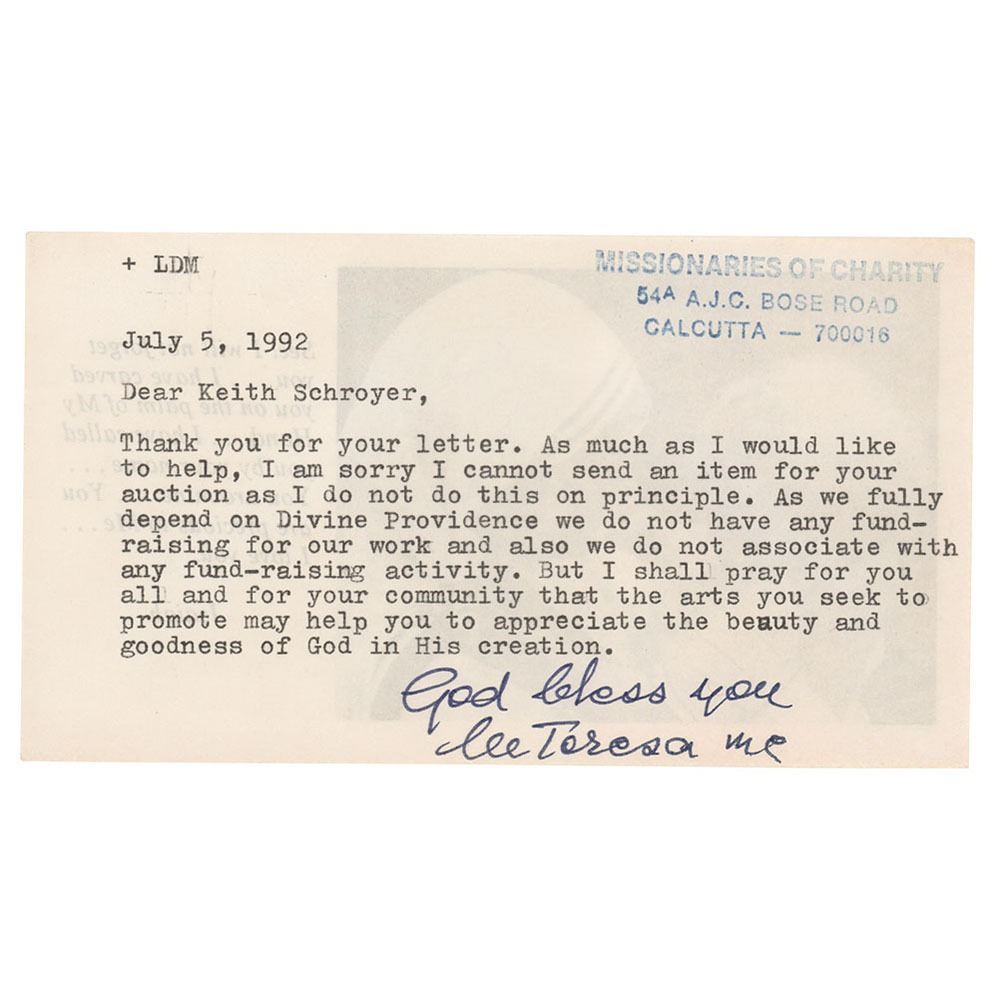 + LDM
MISSIONARIES OF CHARITY
54A A.J.C. BOSE ROAD
CALCUTTA — 700016
July 5, 1992
Dear Keith Schroyer,
Thank you for your letter. As much as I would like
to help, I am sorry I cannot send an item for your
auction as I do not do this on principle. As we fully
depend on Divine Providence we do not have any fund-
raising for our work and also we do not associate with
any fund-raising activity. But I shall pray for you
all and for your community that the arts you seek to
promote may help you to appreciate the beauty and
goodness of God in His creation.
God bless you
Teresa mc